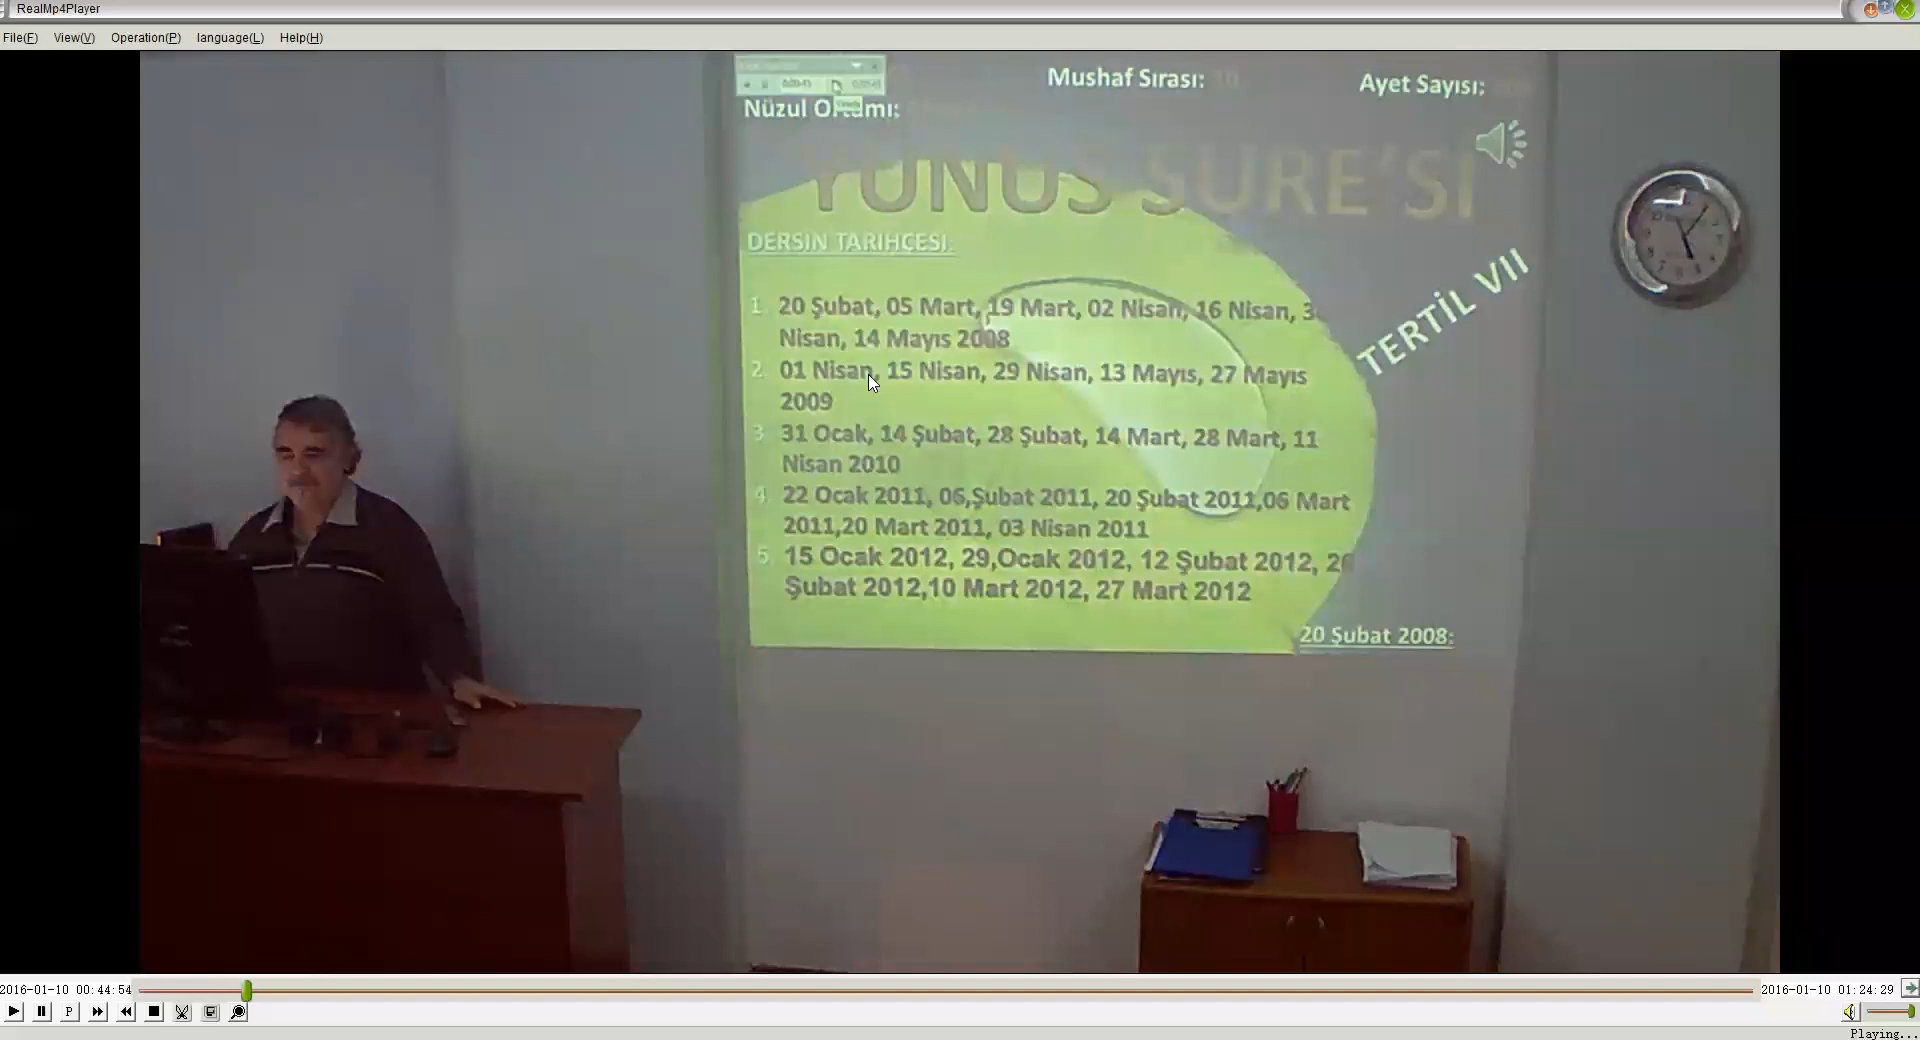 RealMp4Player
File(F) View(V) Operation(P) language(L) Help(H)
Mushaf Sırası:
Ayet Sayısı:
Nüzul Ortamı:
YUNUS SURE'SI
DERSİN TARİHÇESİ:
TERTİL VII
1. 20 Şubat, 05 Mart, 19 Mart, 02 Nisan, 16 Nisan,
Nisan, 14 Mayıs 2008
2. 01 Nisan, 15 Nisan, 29 Nisan, 13 Mayıs, 27 Mayıs
2009
3. 31 Ocak, 14 Şubat, 28 Şubat, 14 Mart, 28 Mart, 11
Nisan 2010
4. 22 Ocak 2011, 06,Şubat 2011, 20 Şubat 2011,06 Mart
2011,20 Mart 2011, 03 Nisan 2011
5. 15 Ocak 2012, 29,Ocak 2012, 12 Şubat 2012, 26
Şubat 2012,10 Mart 2012, 27 Mart 2012
20 Şubat 2008:
2016-01-10 00:44:54
2016-01-10 01:24:29
P
Playing...